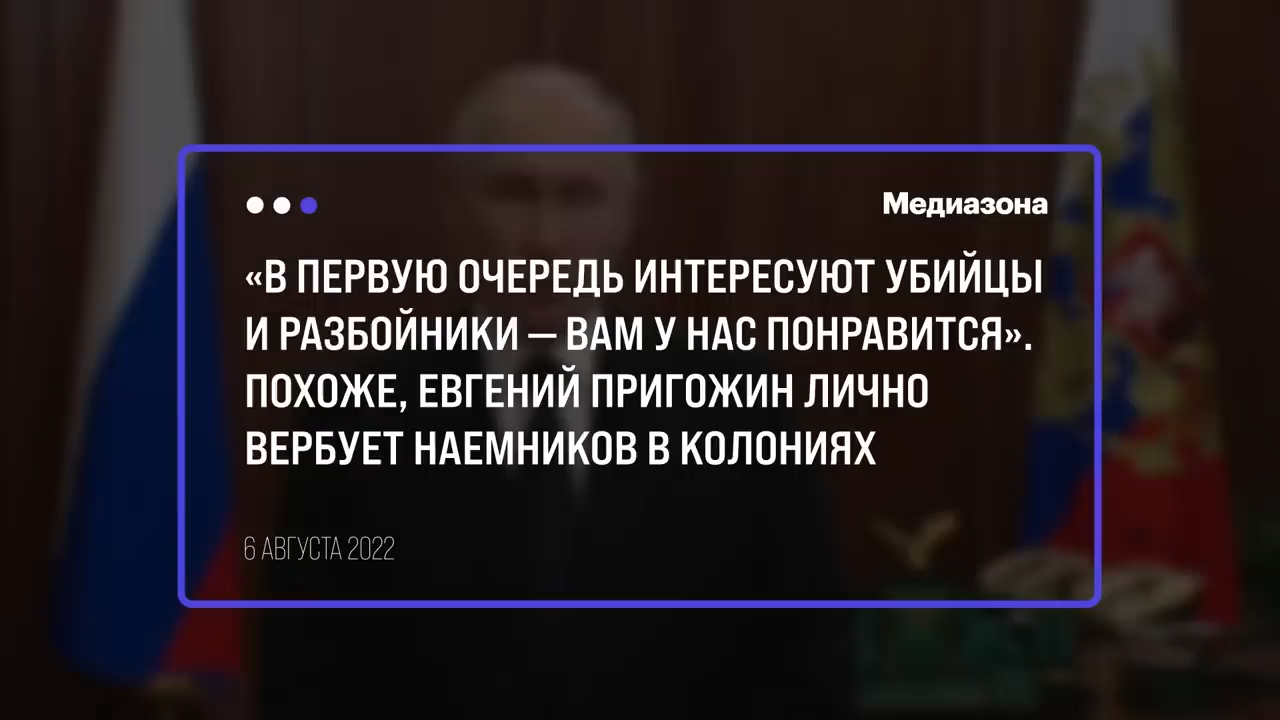 Медиазона
«В ПЕРВУЮ ОЧЕРЕДЬ ИНТЕРЕСУЮТ УБИЙЦЫ
И РАЗБОЙНИКИ — ВАМ У НАС ПОНРАВИТСЯ».
ПОХОЖЕ, ЕВГЕНИЙ ПРИГОЖИН ЛИЧНО
ВЕРБУЕТ НАЕМНИКОВ В КОЛОНИЯХ
6 АВГУСТА 2022